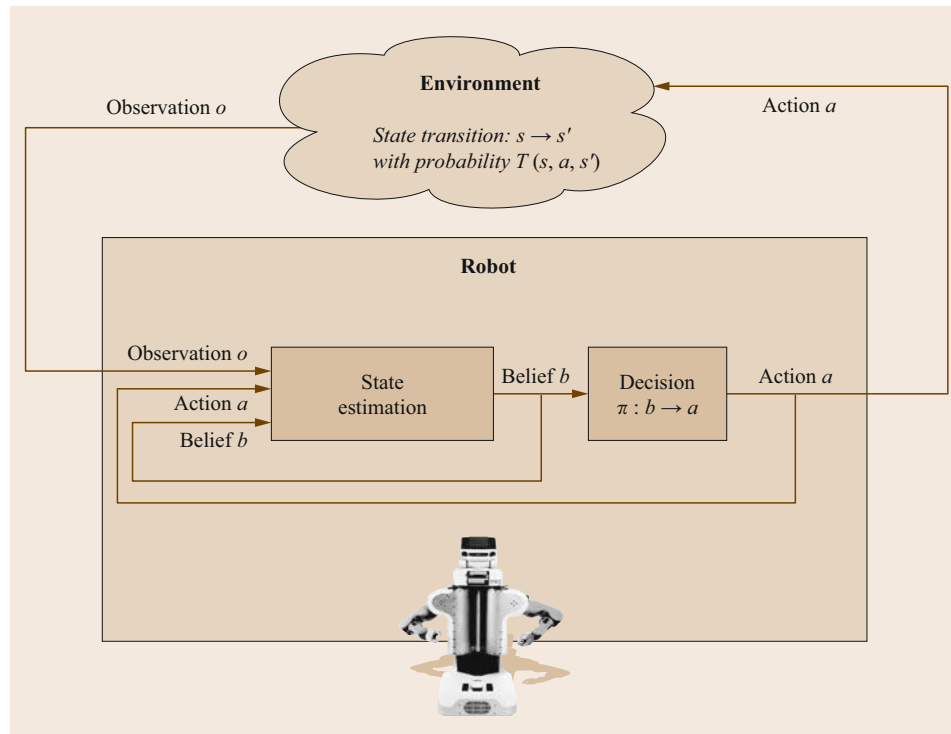 Environment
Observation o
Action a
State transition: s → s′
with probability T (s, a, s′)
Robot
Observation o
Action a
Belief b
State
estimation
Belief b
Decision
π : b → a
Action a